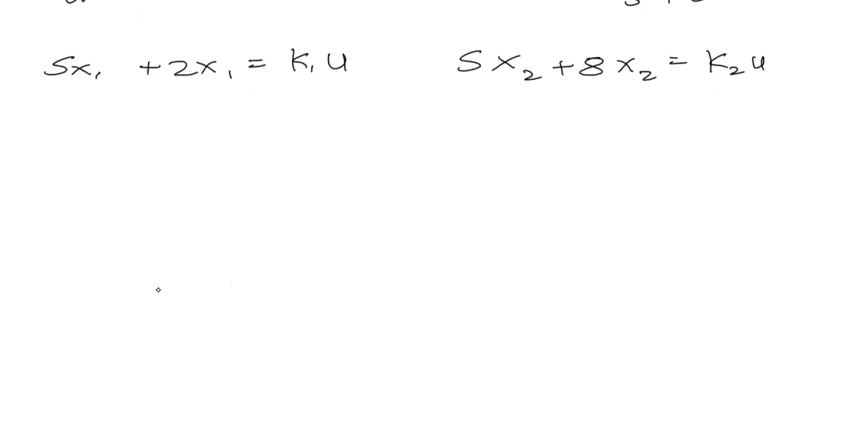 Sx₁ + 2x₁ = K₁U    Sx₂ + 8x₂ = K₂u